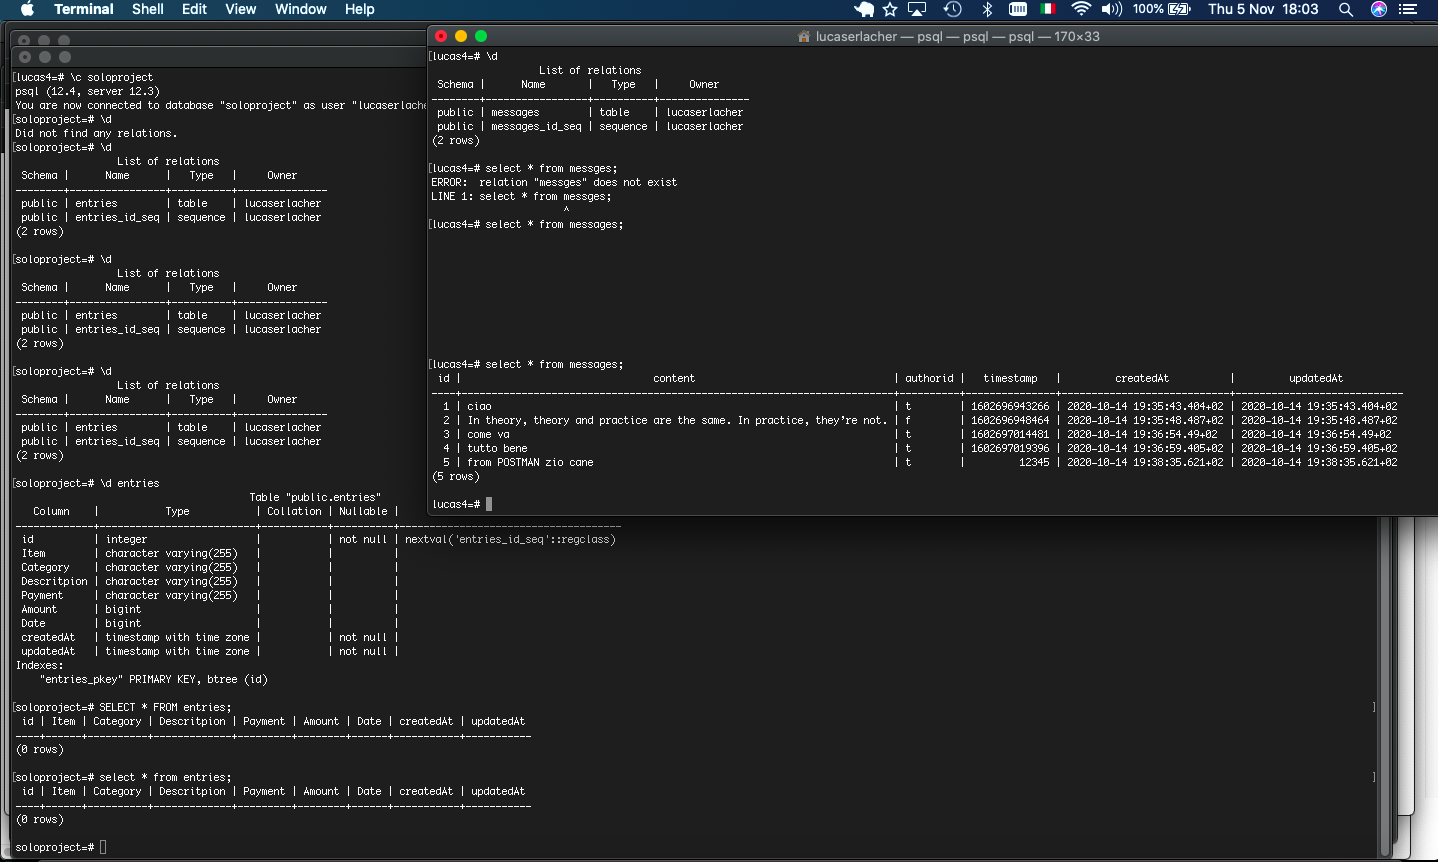 Terminal Shell Edit View Window Help 100% Thu 5 Nov 18:03
lucaserlacher — psql — psql — psql — 170×33
[lucas4=# \c soloproject
psql (12.4, server 12.3)
You are now connected to database "soloproject" as user "lucaserlache
[soloproject=# \d
Did not find any relations.
[soloproject=# \d
List of relations
Schema | Name | Type | Owner
--------+----------------+----------+---------------
public | entries | table | lucaserlacher
public | entries_id_seq | sequence | lucaserlacher
(2 rows)
[soloproject=# \d
List of relations
Schema | Name | Type | Owner
--------+----------------+----------+---------------
public | entries | table | lucaserlacher
public | entries_id_seq | sequence | lucaserlacher
(2 rows)
[soloproject=# \d
List of relations
Schema | Name | Type | Owner
--------+----------------+----------+---------------
public | entries | table | lucaserlacher
public | entries_id_seq | sequence | lucaserlacher
(2 rows)
[soloproject=# \d entries
Table "public.entries"
Column | Type | Collation | Nullable |
-------------+--------------------------+-----------+----------+-------------------------------------
id | integer | | not null | nextval('entries_id_seq'::regclass)
Item | character varying(255) | | |
Category | character varying(255) | | |
Descritpion | character varying(255) | | |
Payment | character varying(255) | | |
Amount | bigint | | |
Date | bigint | | |
createdAt | timestamp with time zone | | not null |
updatedAt | timestamp with time zone | | not null |
Indexes:
"entries_pkey" PRIMARY KEY, btree (id)
[soloproject=# SELECT * FROM entries; ]
id | Item | Category | Descritpion | Payment | Amount | Date | createdAt | updatedAt
----+------+----------+-------------+---------+--------+------+-----------+-----------
(0 rows)
[soloproject=# select * from entries; ]
id | Item | Category | Descritpion | Payment | Amount | Date | createdAt | updatedAt
----+------+----------+-------------+---------+--------+------+-----------+-----------
(0 rows)
soloproject=#
[lucas4=# \d
List of relations
Schema | Name | Type | Owner
--------+-----------------+----------+---------------
public | messages | table | lucaserlacher
public | messages_id_seq | sequence | lucaserlacher
(2 rows)
[lucas4=# select * from messges;
ERROR: relation "messges" does not exist
LINE 1: select * from messges;
^
[lucas4=# select * from messages;
[lucas4=# select * from messages;
id | content | authorid | timestamp | createdAt | updatedAt
----+-----------------------------------------------------------------------+----------+---------------+----------------------------+----------------------------
1 | ciao | t | 1602696943266 | 2020-10-14 19:35:43.404+02 | 2020-10-14 19:35:43.404+02
2 | In theory, theory and practice are the same. In practice, they’re not. | f | 1602696948464 | 2020-10-14 19:35:48.487+02 | 2020-10-14 19:35:48.487+02
3 | come va | t | 1602697014481 | 2020-10-14 19:36:54.49+02 | 2020-10-14 19:36:54.49+02
4 | tutto bene | t | 1602697019396 | 2020-10-14 19:36:59.405+02 | 2020-10-14 19:36:59.405+02
5 | from POSTMAN zio cane | t | 12345 | 2020-10-14 19:38:35.621+02 | 2020-10-14 19:38:35.621+02
(5 rows)
lucas4=#